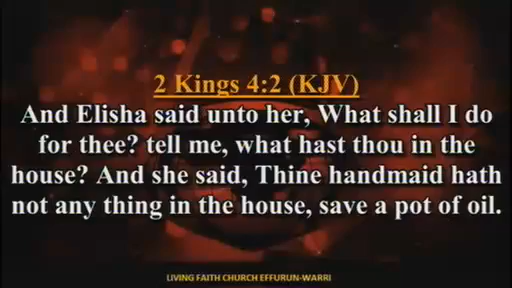 2 Kings 4:2 (KJV)
And Elisha said unto her, What shall I do
for thee? tell me, what hast thou in the
house? And she said, Thine handmaid hath
not any thing in the house, save a pot of oil.
LIVING FAITH CHURCH EFFURUN-WARRI